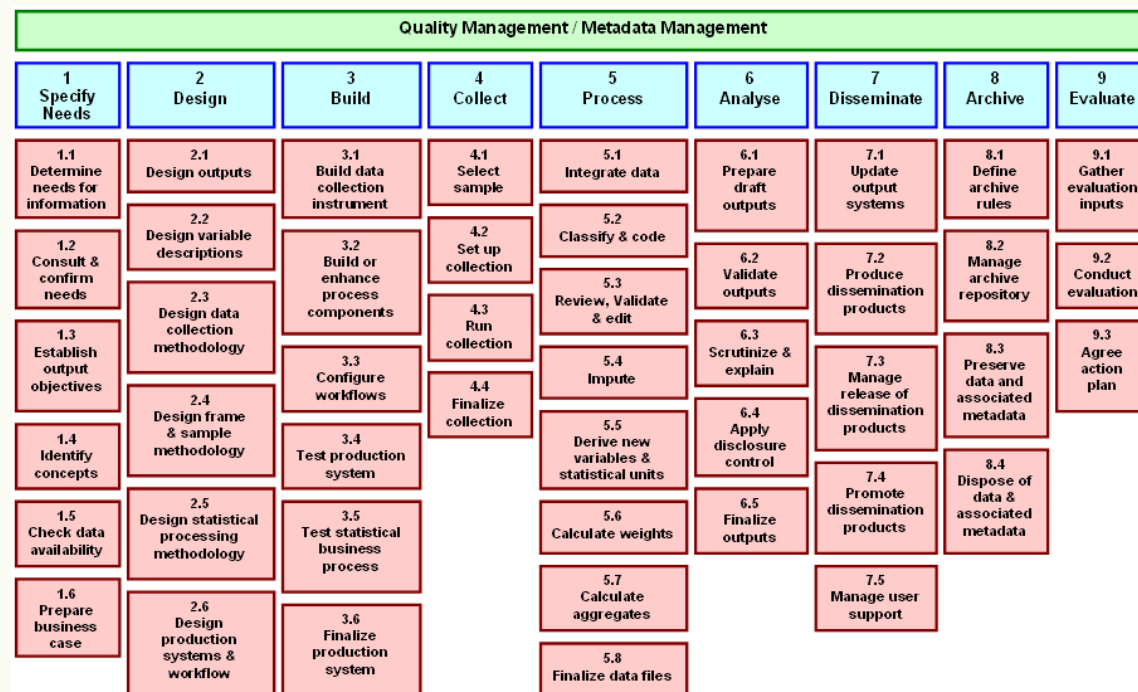 Quality Management / Metadata Management
1
Specify
Needs
2
Design
3
Build
4
Collect
5
Process
6
Analyse
7
Disseminate
8
Archive
9
Evaluate
1.1
Determine
needs for
information
1.2
Consult &
confirm
needs
1.3
Establish
output
objectives
1.4
Identify
concepts
1.5
Check data
availability
1.6
Prepare
business
case
2.1
Design outputs
2.2
Design variable
descriptions
2.3
Design data
collection
methodology
2.4
Design frame
& sample
methodology
2.5
Design statistical
processing
methodology
2.6
Design
production
systems &
workflow
3.1
Build data
collection
instrument
3.2
Build or
enhance
process
components
3.3
Configure
workflows
3.4
Test production
system
3.5
Test statistical
business
process
3.6
Finalize
production
system
4.1
Select
sample
4.2
Set up
collection
4.3
Run
collection
4.4
Finalize
collection
5.1
Integrate data
5.2
Classify & code
5.3
Review, Validate
& edit
5.4
Impute
5.5
Derive new
variables &
statistical units
5.6
Calculate weights
5.7
Calculate
aggregates
5.8
Finalize data files
6.1
Prepare
draft
outputs
6.2
Validate
outputs
6.3
Scrutinize &
explain
6.4
Apply
disclosure
control
6.5
Finalize
outputs
7.1
Update
output
systems
7.2
Produce
dissemination
products
7.3
Manage
release of
dissemination
products
7.4
Promote
dissemination
products
7.5
Manage user
support
8.1
Define
archive
rules
8.2
Manage
archive
repository
8.3
Preserve
data and
associated
metadata
8.4
Dispose of
data &
associated
metadata
9.1
Gather
evaluation
inputs
9.2
Conduct
evaluation
9.3
Agree
action
plan